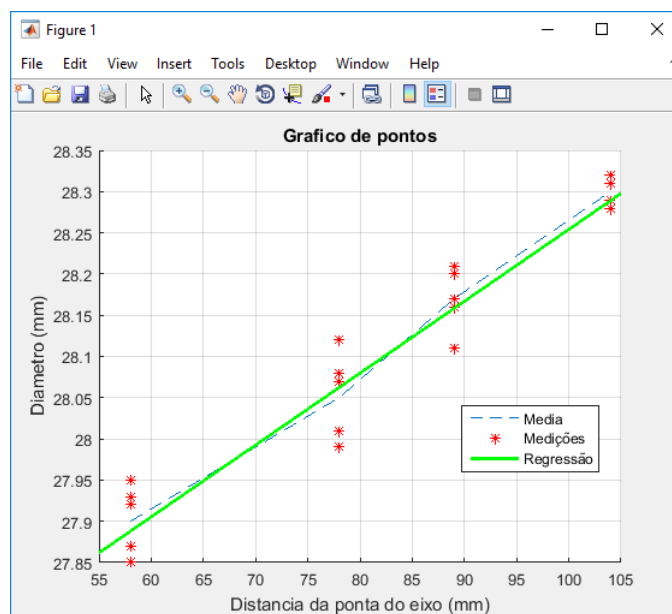 Figure 1
File Edit View Insert Tools Desktop Window Help
Grafico de pontos
28.35
28.3
28.25
28.2
28.15
28.1
28.05
28
27.95
27.9
27.85
Diametro (mm)
Media
Medições
Regressão
55 60 65 70 75 80 85 90 95 100 105
Distancia da ponta do eixo (mm)